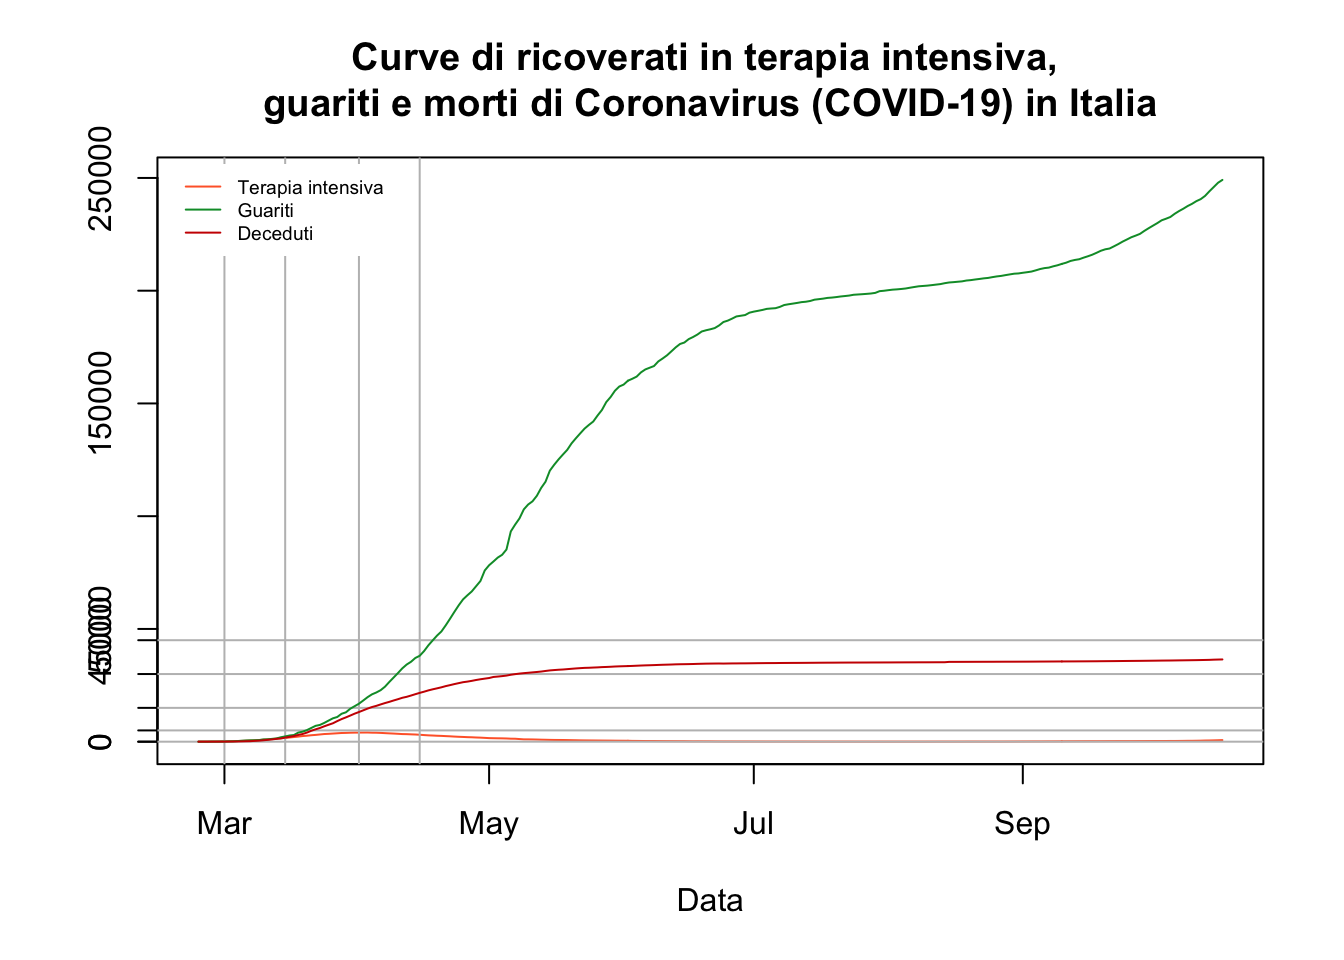 Curve di ricoverati in terapia intensiva,
guariti e morti di Coronavirus (COVID-19) in Italia
Terapia intensiva
Guariti
Deceduti
250000
150000
0
Mar
May
Jul
Sep
Data